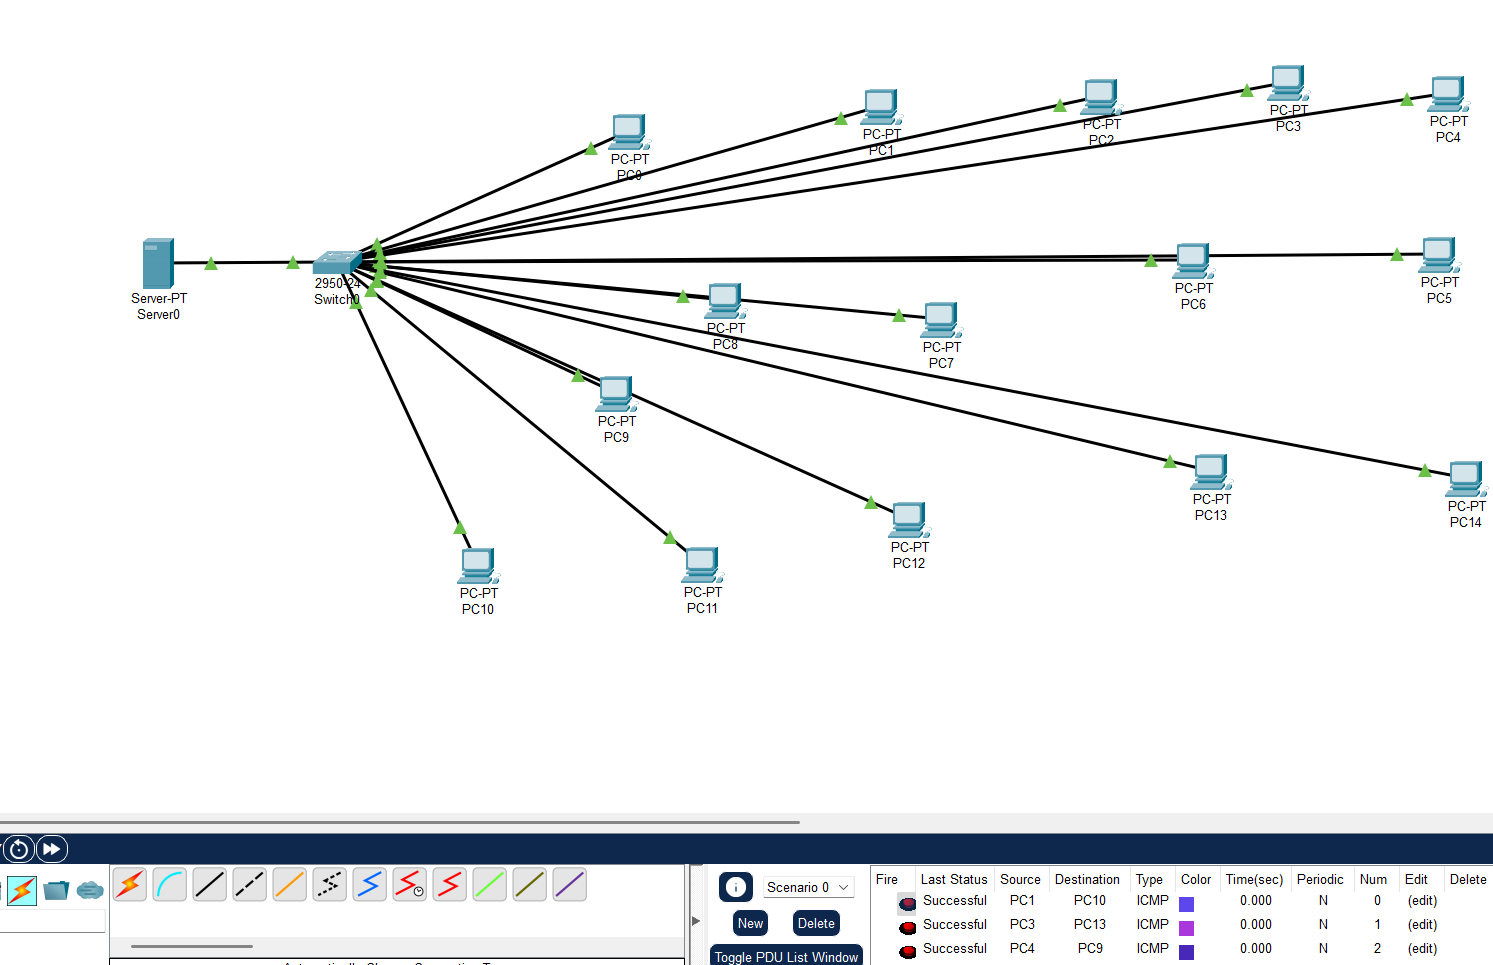 PC-PT
PC0
PC-PT
PC1
PC-PT
PC2
PC-PT
PC3
PC-PT
PC4
Server-PT
Server0
2950-24
Switch0
PC-PT
PC6
PC-PT
PC5
PC-PT
PC8
PC-PT
PC7
PC-PT
PC9
PC-PT
PC10
PC-PT
PC11
PC-PT
PC12
PC-PT
PC13
PC-PT
PC14
Scenario 0
New Delete
Toggle PDU List Window
Fire Last Status Source Destination Type Color Time(sec) Periodic Num Edit Delete
Successful PC1 PC10 ICMP 0.000 N 0 (edit)
Successful PC3 PC13 ICMP 0.000 N 1 (edit)
Successful PC4 PC9 ICMP 0.000 N 2 (edit)